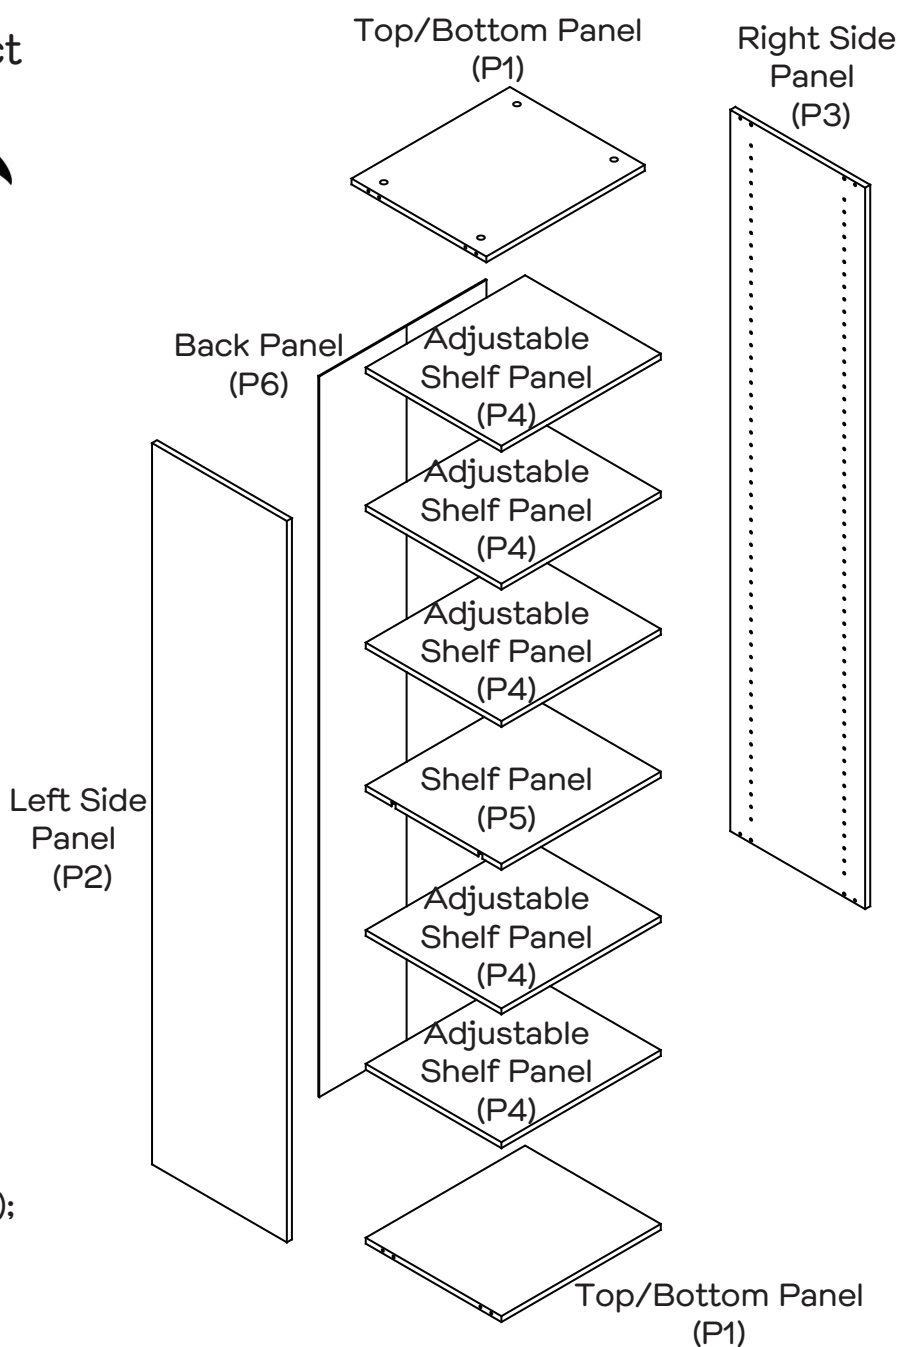 ct
Top/Bottom Panel
(P1)
Right Side
Panel
(P3)
Back Panel
(P6)
Adjustable
Shelf Panel
(P4)
Adjustable
Shelf Panel
(P4)
Adjustable
Shelf Panel
(P4)
Shelf Panel
(P5)
Left Side
Panel
(P2)
Adjustable
Shelf Panel
(P4)
Adjustable
Shelf Panel
(P4)
);
Top/Bottom Panel
(P1)